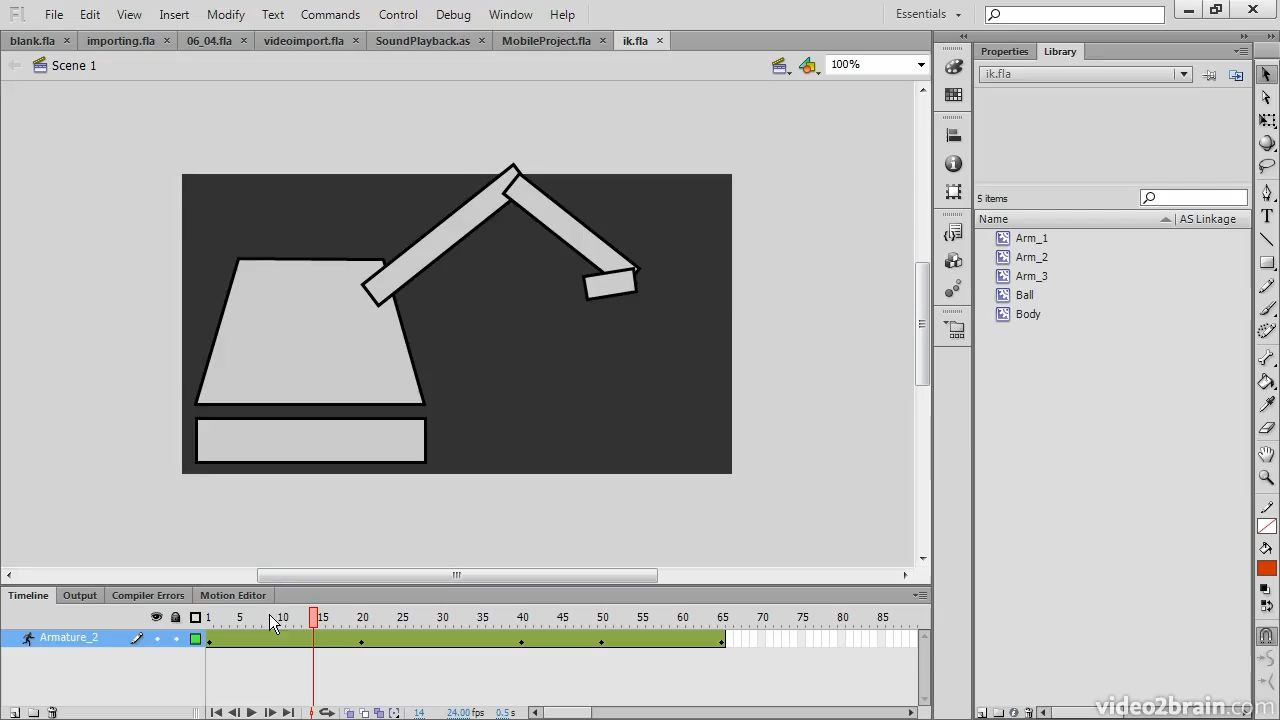 Fl File Edit View Insert Modify Text Commands Control Debug Window Help Essentials
blank.fla × importing.fla × 06_04.fla × videoimport.fla × SoundPlayback.as × MobileProject.fla × ik.fla ×
Scene 1 100%
Properties Library
ik.fla
5 items
Name AS Linkage
Arm_1
Arm_2
Arm_3
Ball
Body
Timeline Output Compiler Errors Motion Editor
1 5 10 15 20 25 30 35 40 45 50 55 60 65 70 75 80 85
Armature_2
14 24.00 fps 0.5 s
video2brain.com